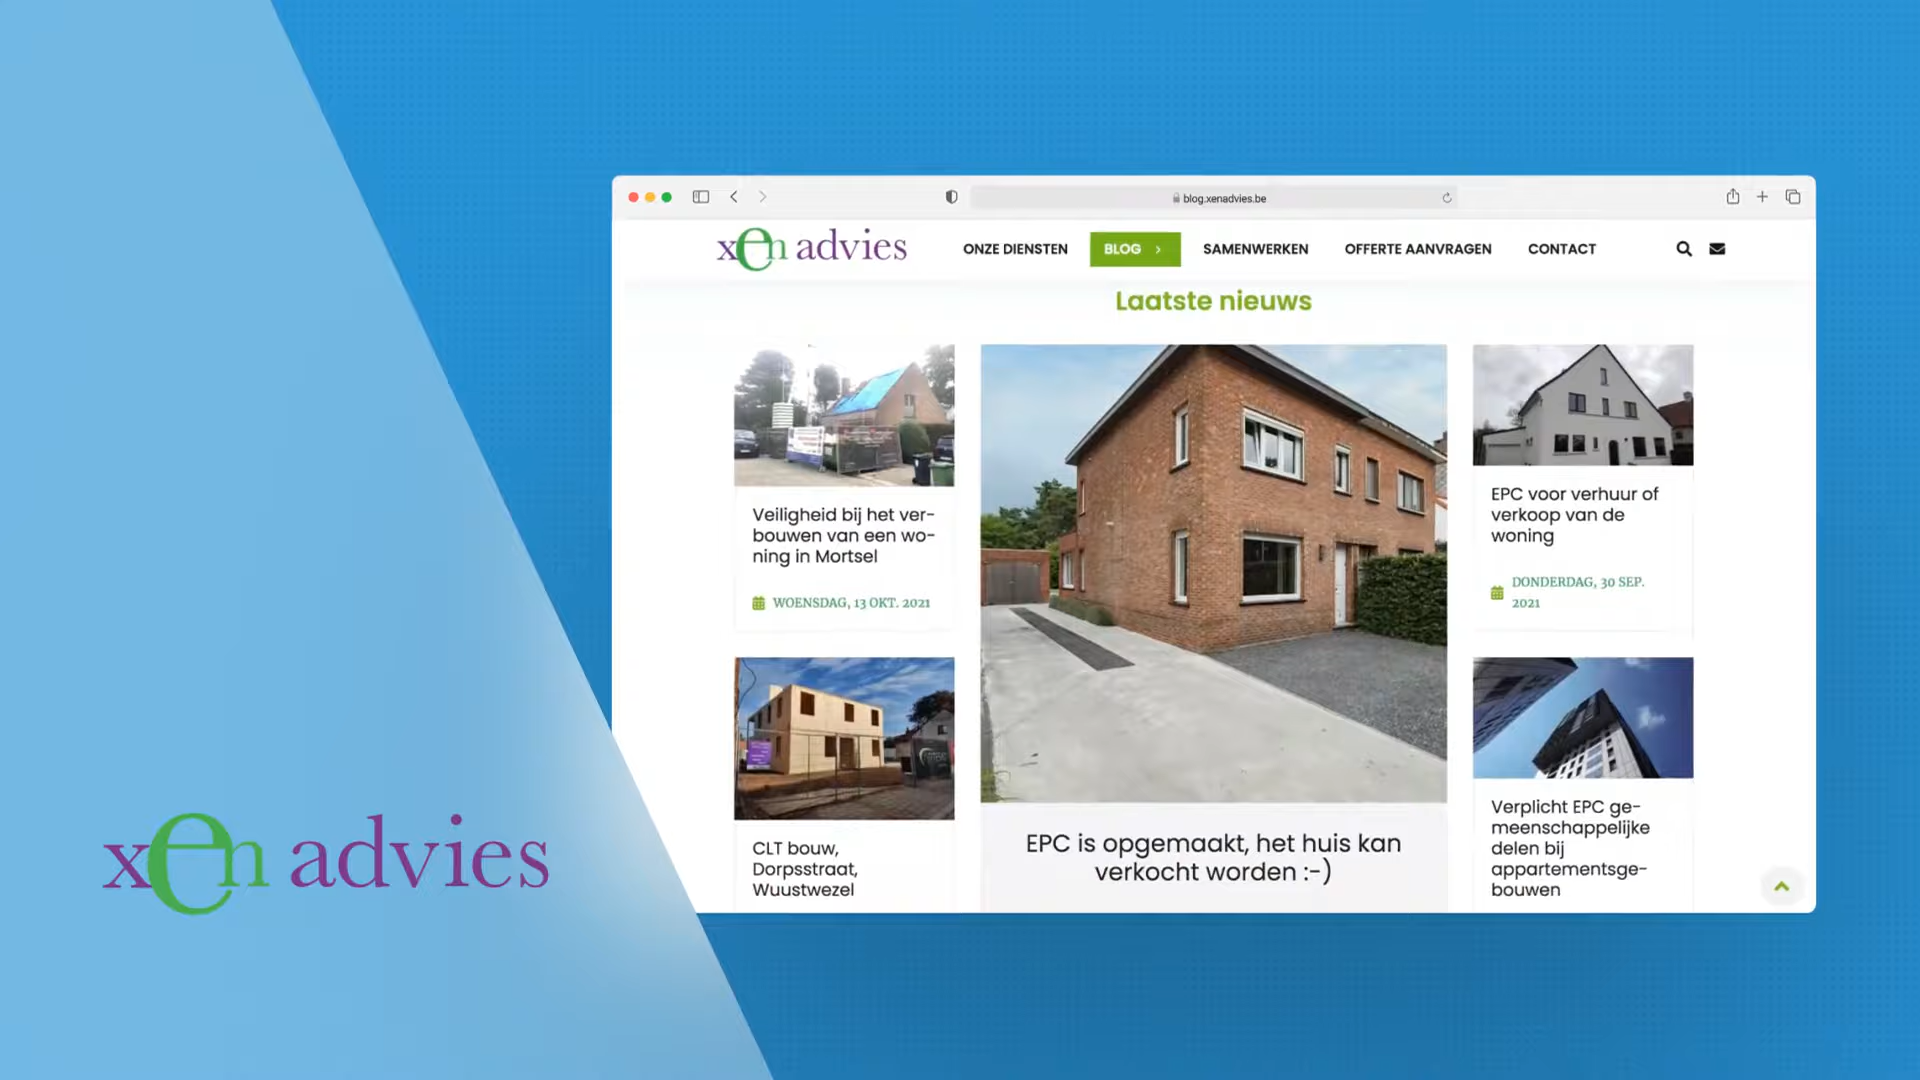 blog.xenadvies.be
xen advies
ONZE DIENSTEN
BLOG
SAMENWERKEN
OFFERTE AANVRAGEN
CONTACT
Laatste nieuws
Veiligheid bij het ver-
bouwen van een wo-
ning in Mortsel
WOENSDAG, 13 OKT. 2021
CLT bouw,
Dorpsstraat,
Wuustwezel
EPC is opgemaakt, het huis kan
verkocht worden :-)
EPC voor verhuur of
verkoop van de
woning
DONDERDAG, 30 SEP.
2021
Verplicht EPC ge-
meenschappelijke
delen bij
appartementsge-
bouwen
xen advies